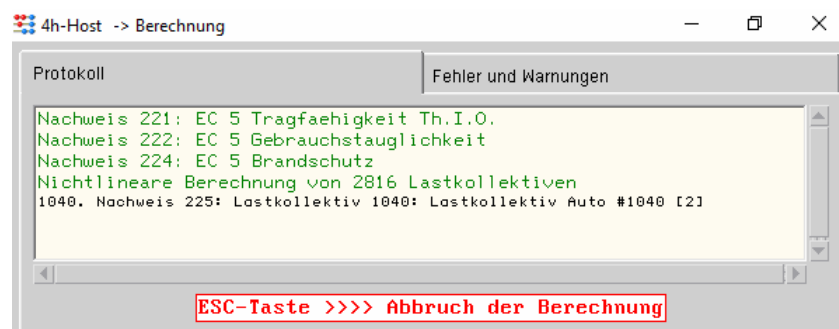 4h-Host -> Berechnung
Protokoll
Fehler und Warnungen
Nachweis 221: EC 5 Tragfaehigkeit Th.I.O.
Nachweis 222: EC 5 Gebrauchstauglichkeit
Nachweis 224: EC 5 Brandschutz
Nichtlineare Berechnung von 2816 Lastkollektiven
1040. Nachweis 225: Lastkollektiv 1040: Lastkollektiv Auto #1040 [2]
ESC-Taste >>>> Abbruch der Berechnung